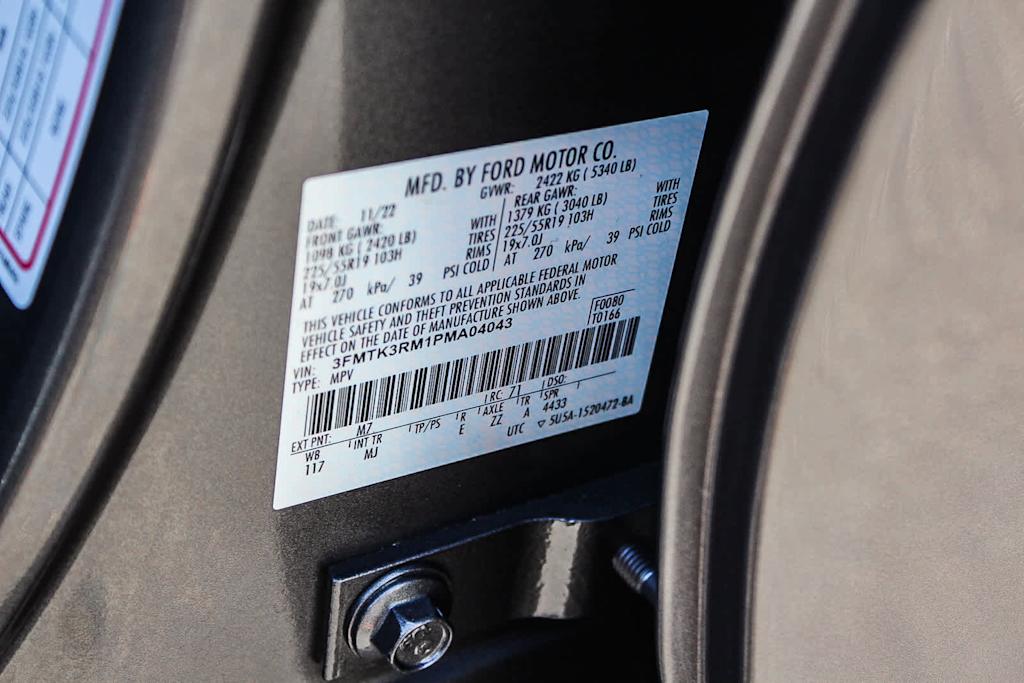 MFD. BY FORD MOTOR CO.
DATE: 11/22 GVWR: 2422 KG ( 5340 LB)
FRONT GAWR: REAR GAWR:
1098 KG ( 2420 LB) WITH 1379 KG ( 3040 LB) WITH
225/55R19 103H TIRES 225/55R19 103H TIRES
19x7.0J RIMS 19x7.0J RIMS
AT 270 kPa/ 39 PSI COLD AT 270 kPa/ 39 PSI COLD
THIS VEHICLE CONFORMS TO ALL APPLICABLE FEDERAL MOTOR
VEHICLE SAFETY AND THEFT PREVENTION STANDARDS IN
EFFECT ON THE DATE OF MANUFACTURE SHOWN ABOVE.
F0080
T0166
VIN: 3FMTK3RM1PMA04043
TYPE: MPV
EXT PNT: M7 RC: 71 DSO:
WB INT TR TP/PS R AXLE TR SPR
117 MJ E ZZ A 4433
UTC ▽ 5U5A-1520472-BA